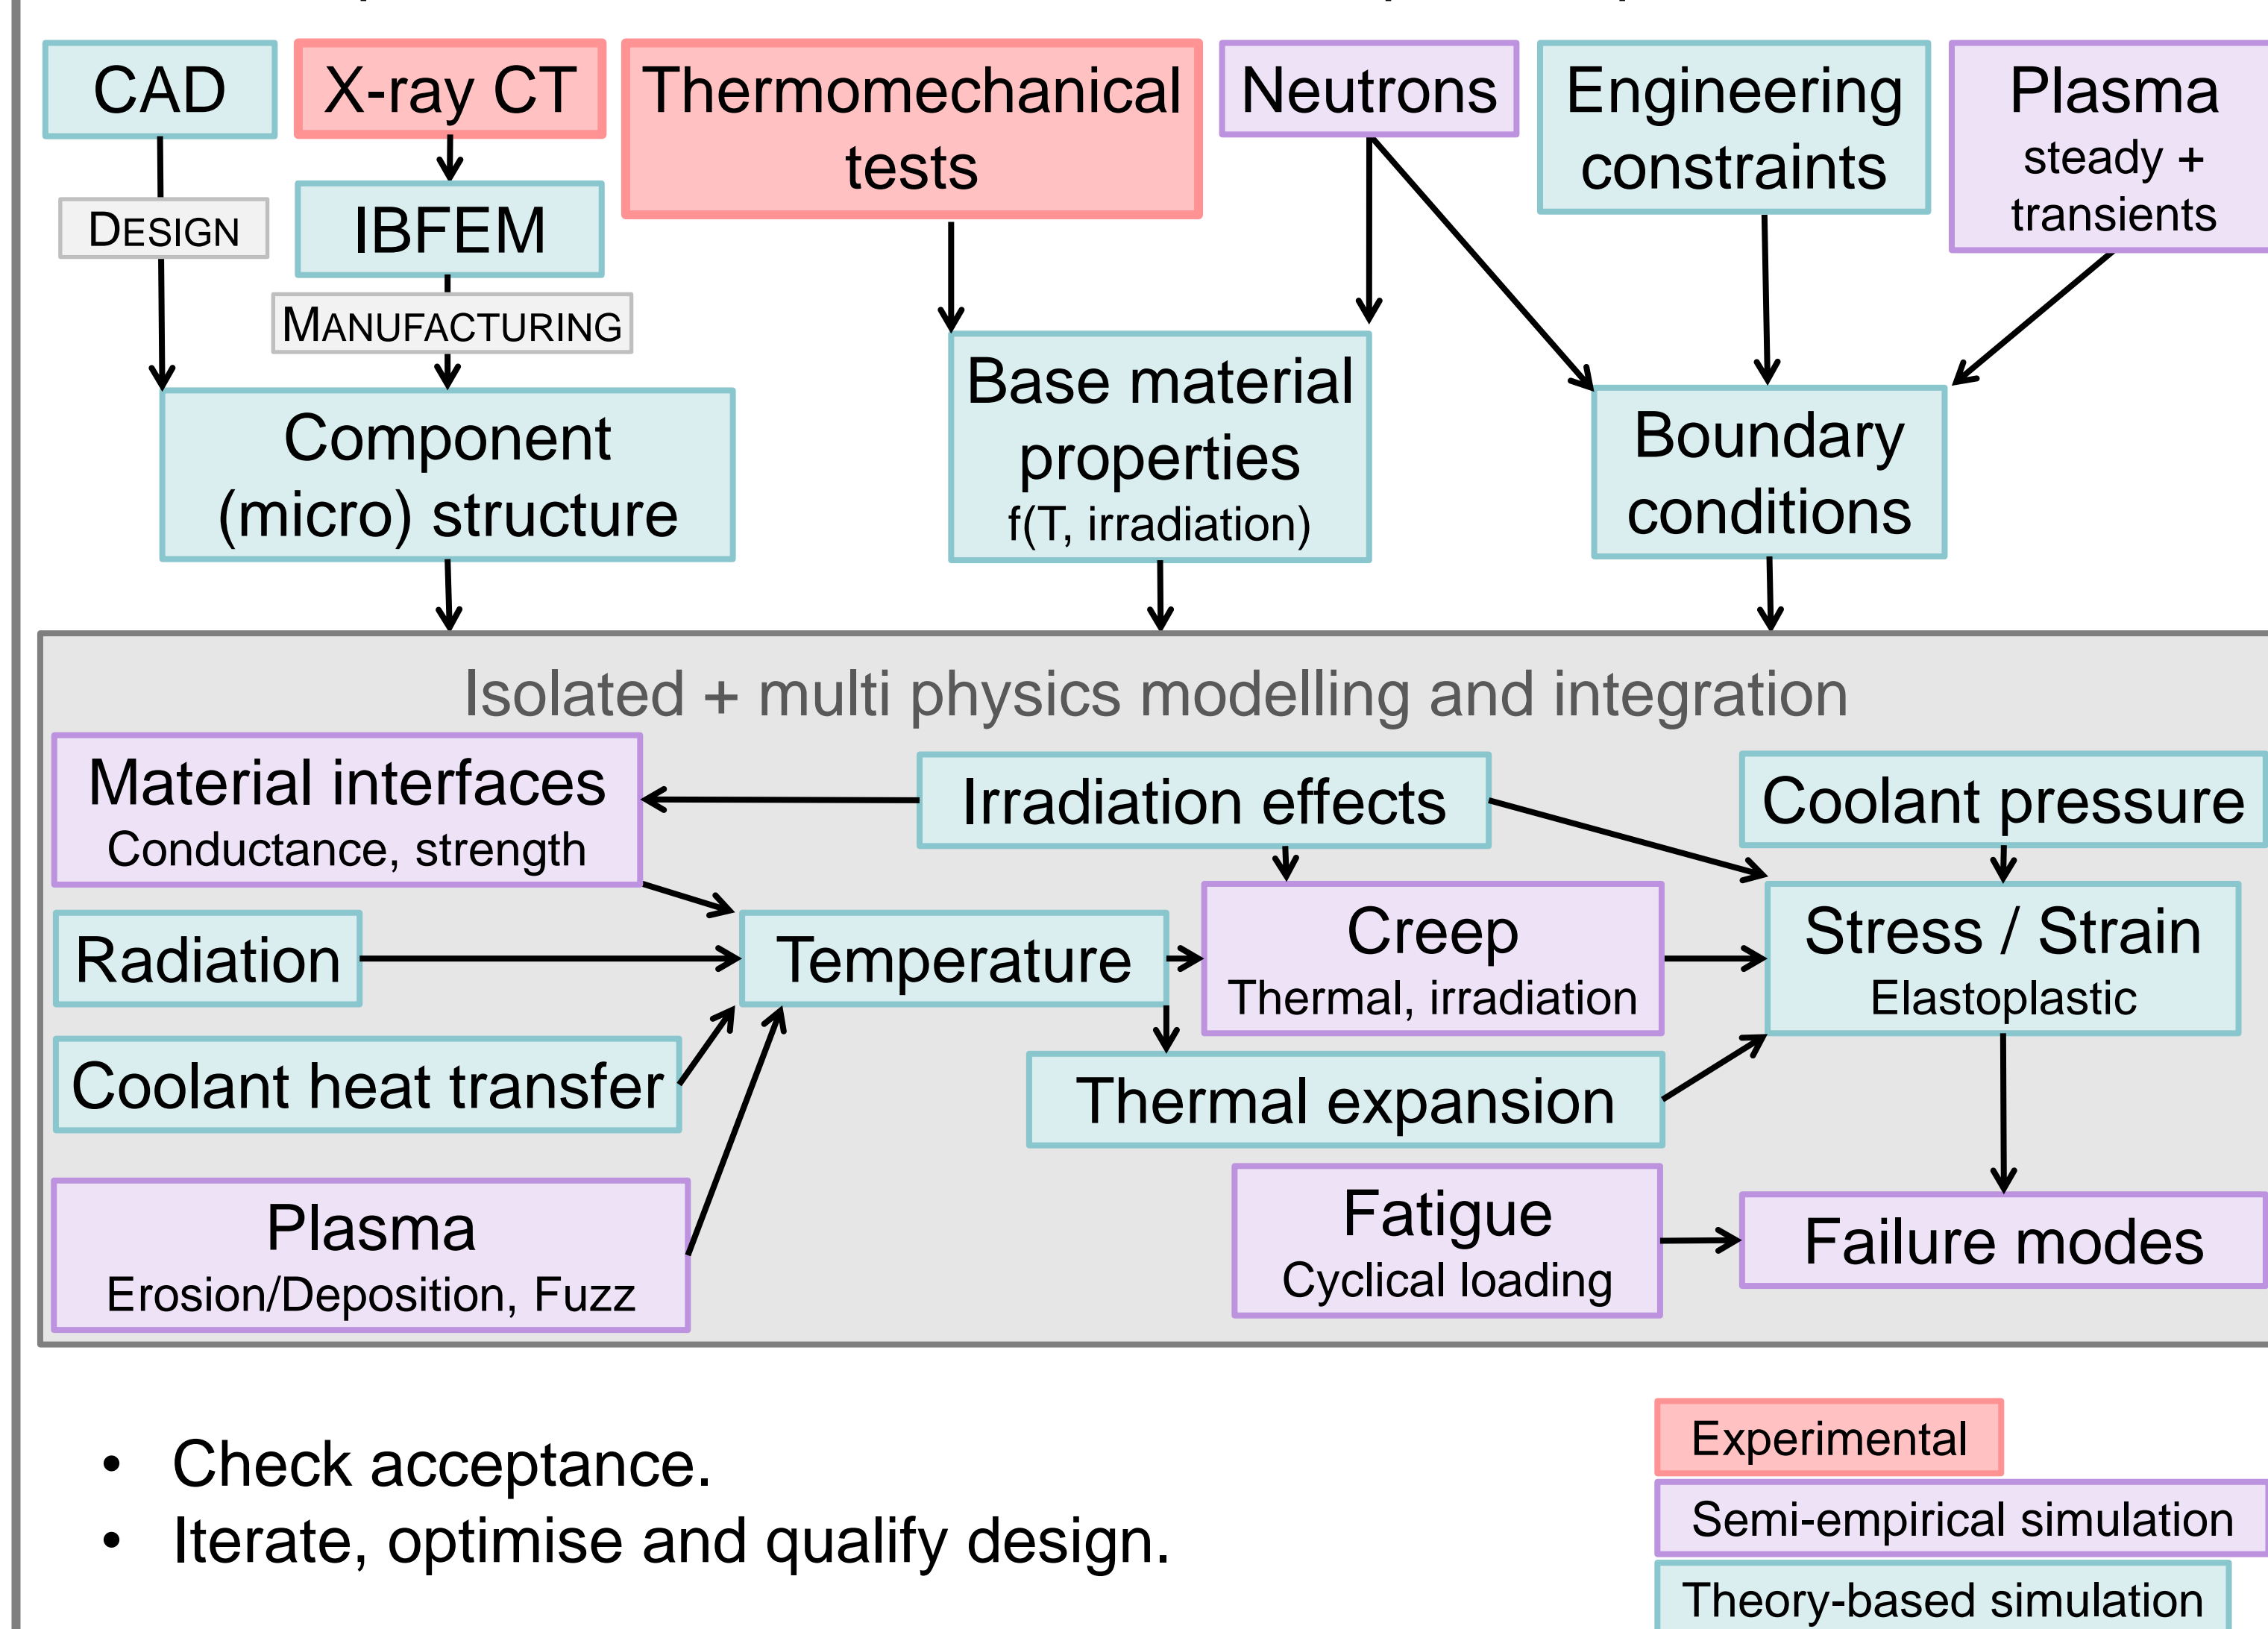 CAD
X-ray CT
Thermomechanical
tests
Neutrons
Engineering
constraints
Plasma
steady +
transients
DESIGN
IBFEM
MANUFACTURING
Component
(micro) structure
Base material
properties
f(T, irradiation)
Boundary
conditions
Isolated + multi physics modelling and integration
Material interfaces
Conductance, strength
Irradiation effects
Coolant pressure
Radiation
Temperature
Creep
Thermal, irradiation
Stress / Strain
Elastoplastic
Coolant heat transfer
Thermal expansion
Plasma
Erosion/Deposition, Fuzz
Fatigue
Cyclical loading
Failure modes
• Check acceptance.
• Iterate, optimise and qualify design.
Experimental
Semi-empirical simulation
Theory-based simulation